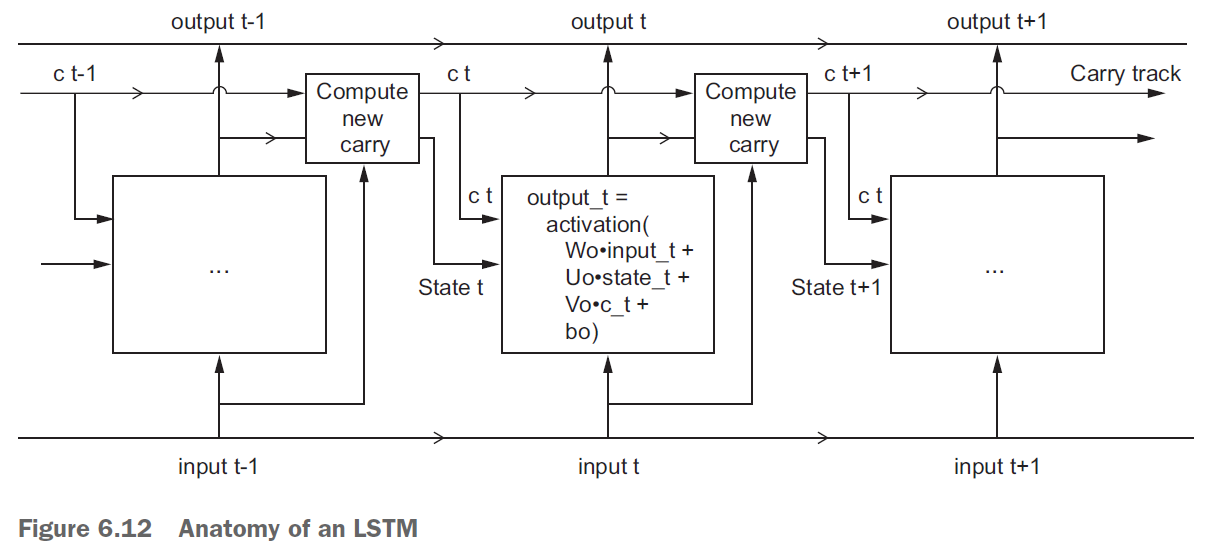 output t-1
output t
output t+1
c t-1
c t
c t+1
Carry track
Compute
new
carry
Compute
new
carry
c t
output_t =
activation(
Wo•input_t +
Uo•state_t +
Vo•c_t +
bo)
c t
...
...
State t
State t+1
input t-1
input t
input t+1
Figure 6.12 Anatomy of an LSTM